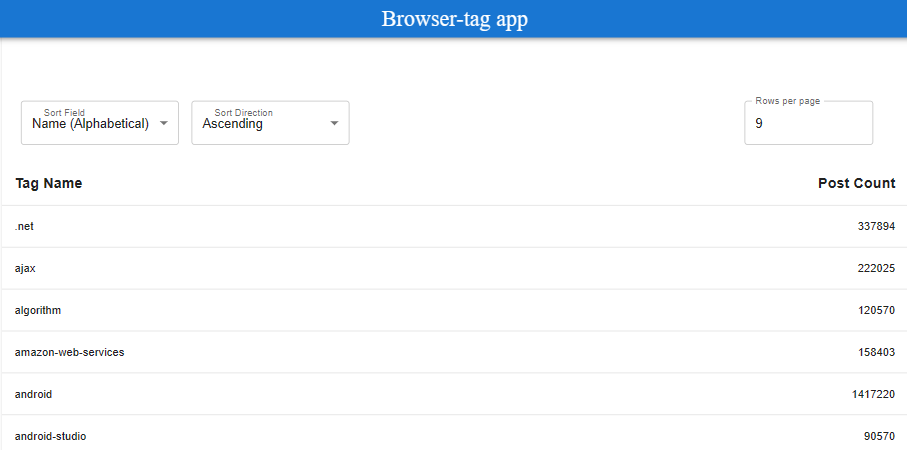 Browser-tag app
Sort Field
Name (Alphabetical)
Sort Direction
Ascending
Rows per page
9
Tag Name Post Count
.net 337894
ajax 222025
algorithm 120570
amazon-web-services 158403
android 1417220
android-studio 90570